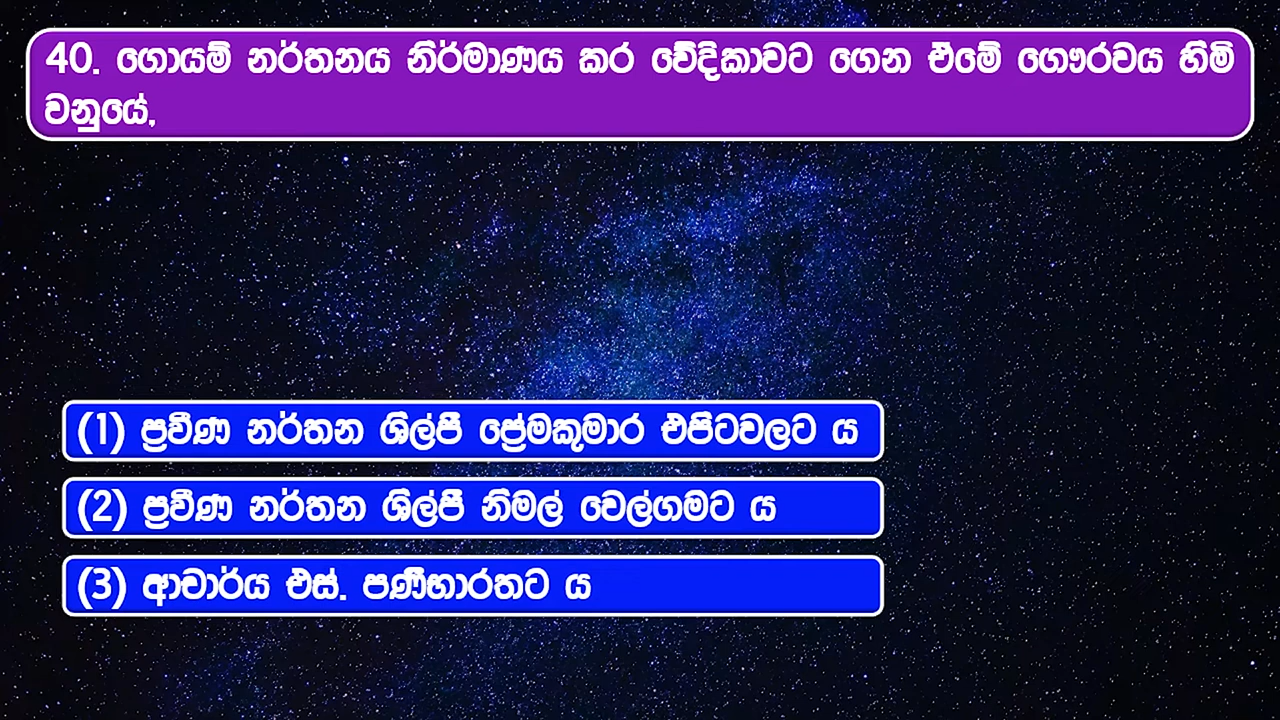 40. ගොයම් නර්තනය නිර්මාණය කර වේදිකාවට ගෙන ඒමේ ගෞරවය හිමි
වනුයේ,
(1) ප්‍රවීණ නර්තන ශිල්පී ප්‍රේමකුමාර එපිටවලට ය
(2) ප්‍රවීණ නර්තන ශිල්පී නිමල් වෙල්ගමට ය
(3) ආචාර්ය එස්. පණීභාරතට ය